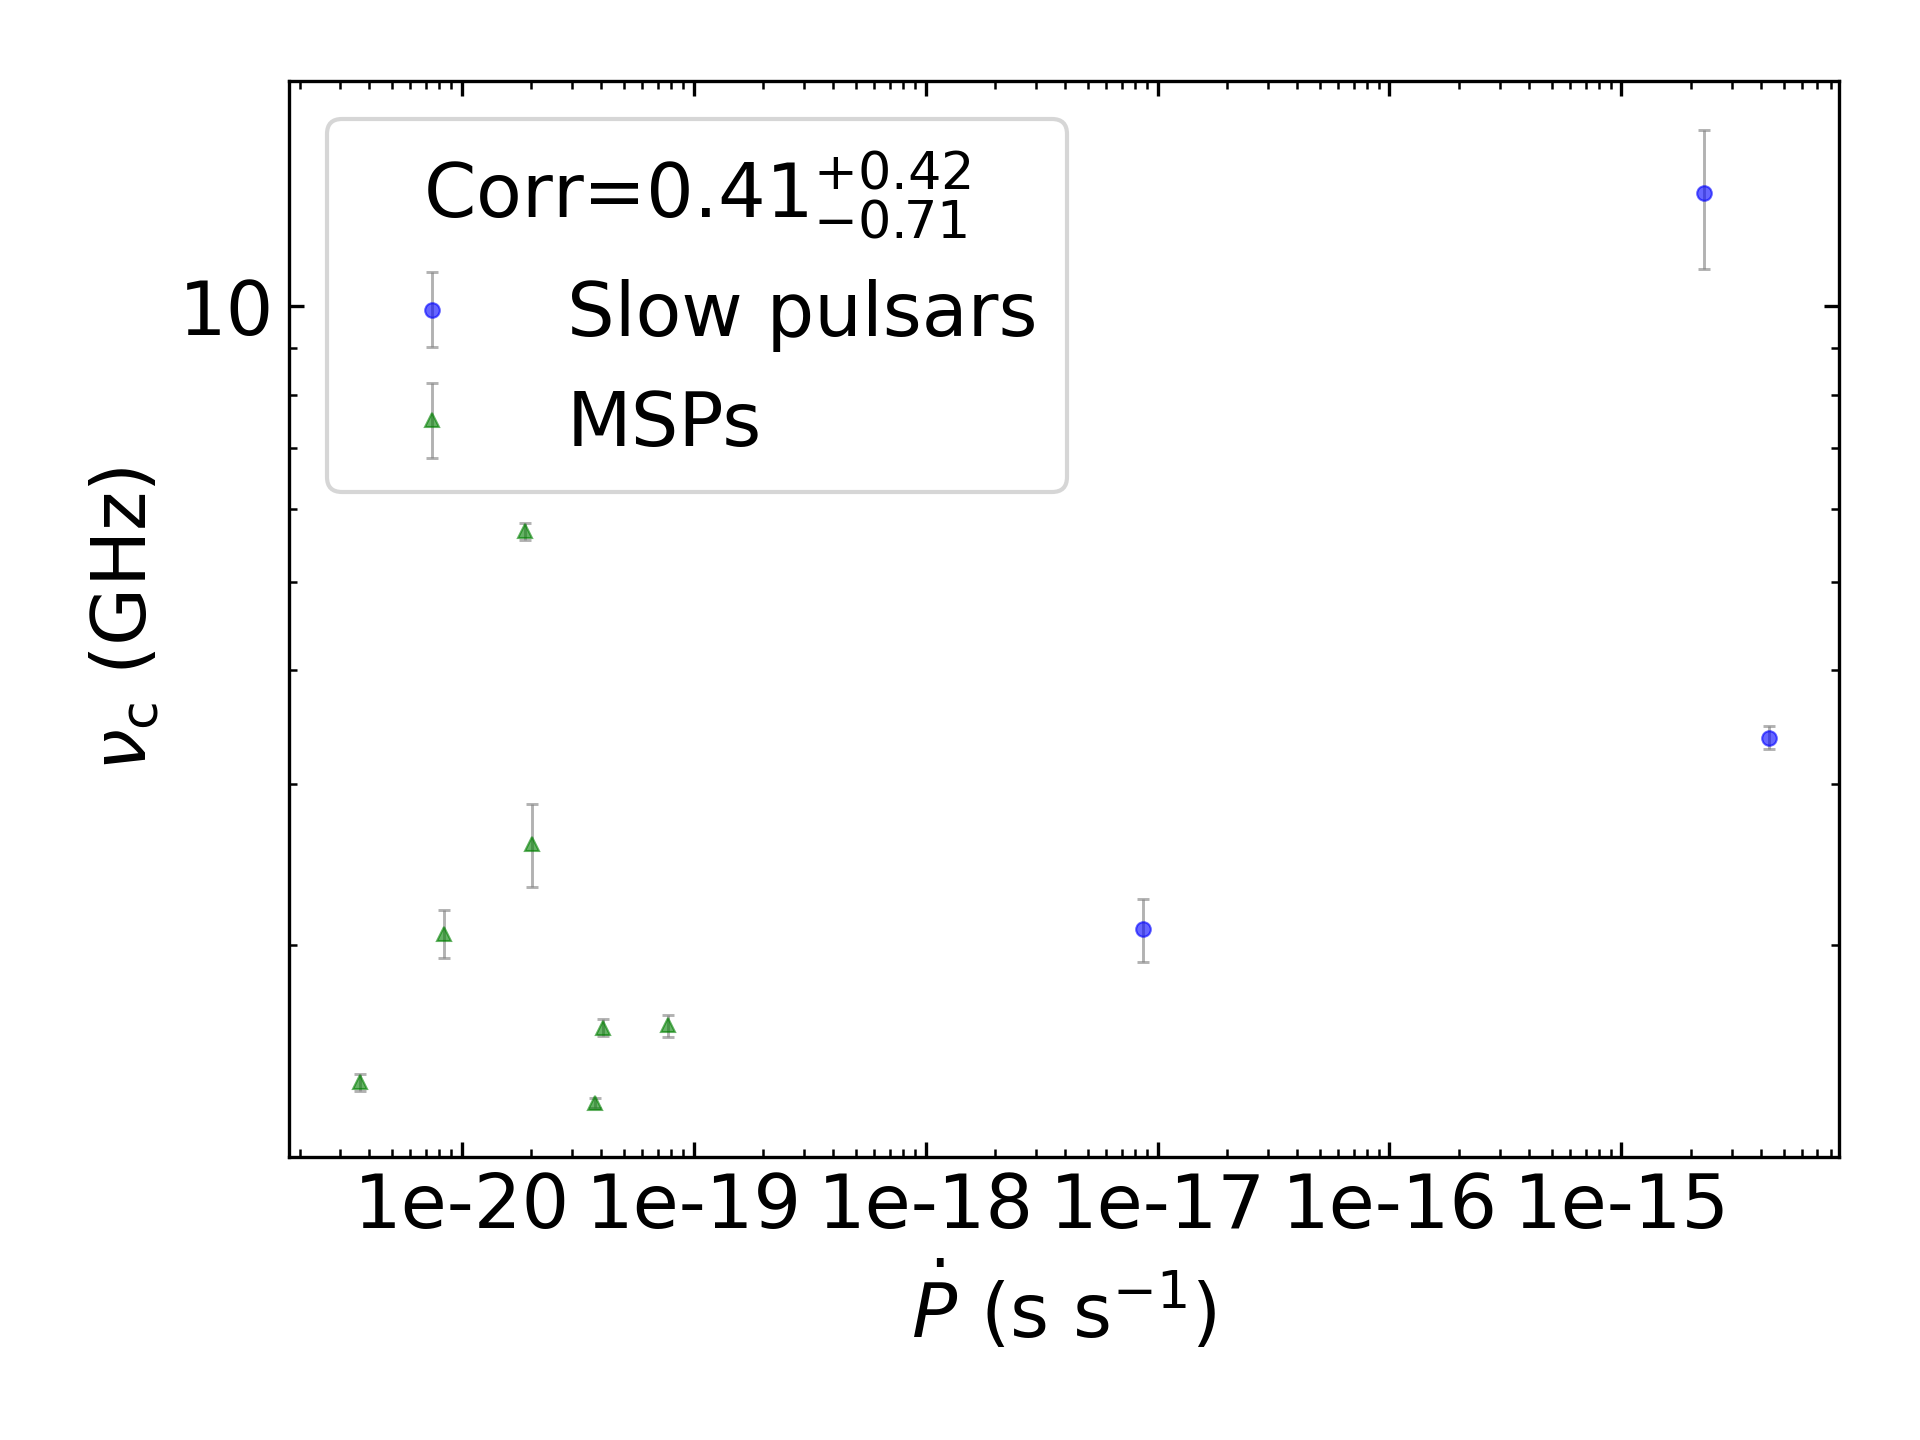 Corr=0.41+0.42 −0.71
Slow pulsars
MSPs
10
ν_c (GHz)
1e-20 1e-19 1e-18 1e-17 1e-16 1e-15
Ṗ (s s⁻¹)